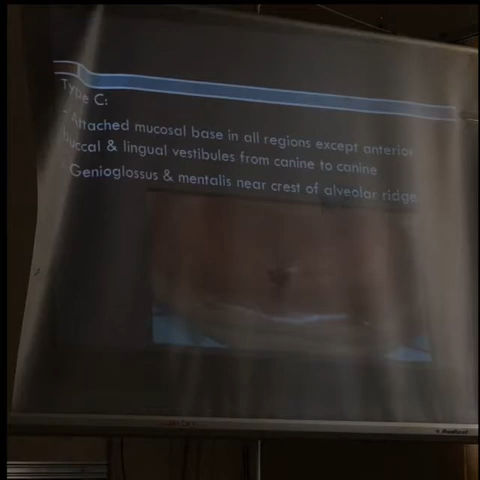 Type C:
Attached mucosal base in all regions except anterior
buccal & lingual vestibules from canine to canine
Genioglossus & mentalis near crest of alveolar ridge